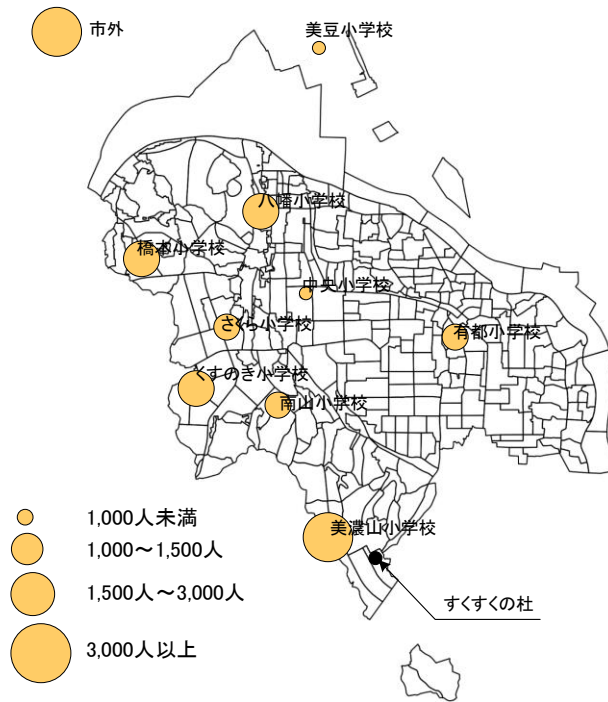 市外
美豆小学校
八幡小学校
橋本小学校
中央小学校
さくら小学校
有都小学校
くすのき小学校
南山小学校
美濃山小学校
すくすくの杜
1,000人未満
1,000～1,500人
1,500人～3,000人
3,000人以上